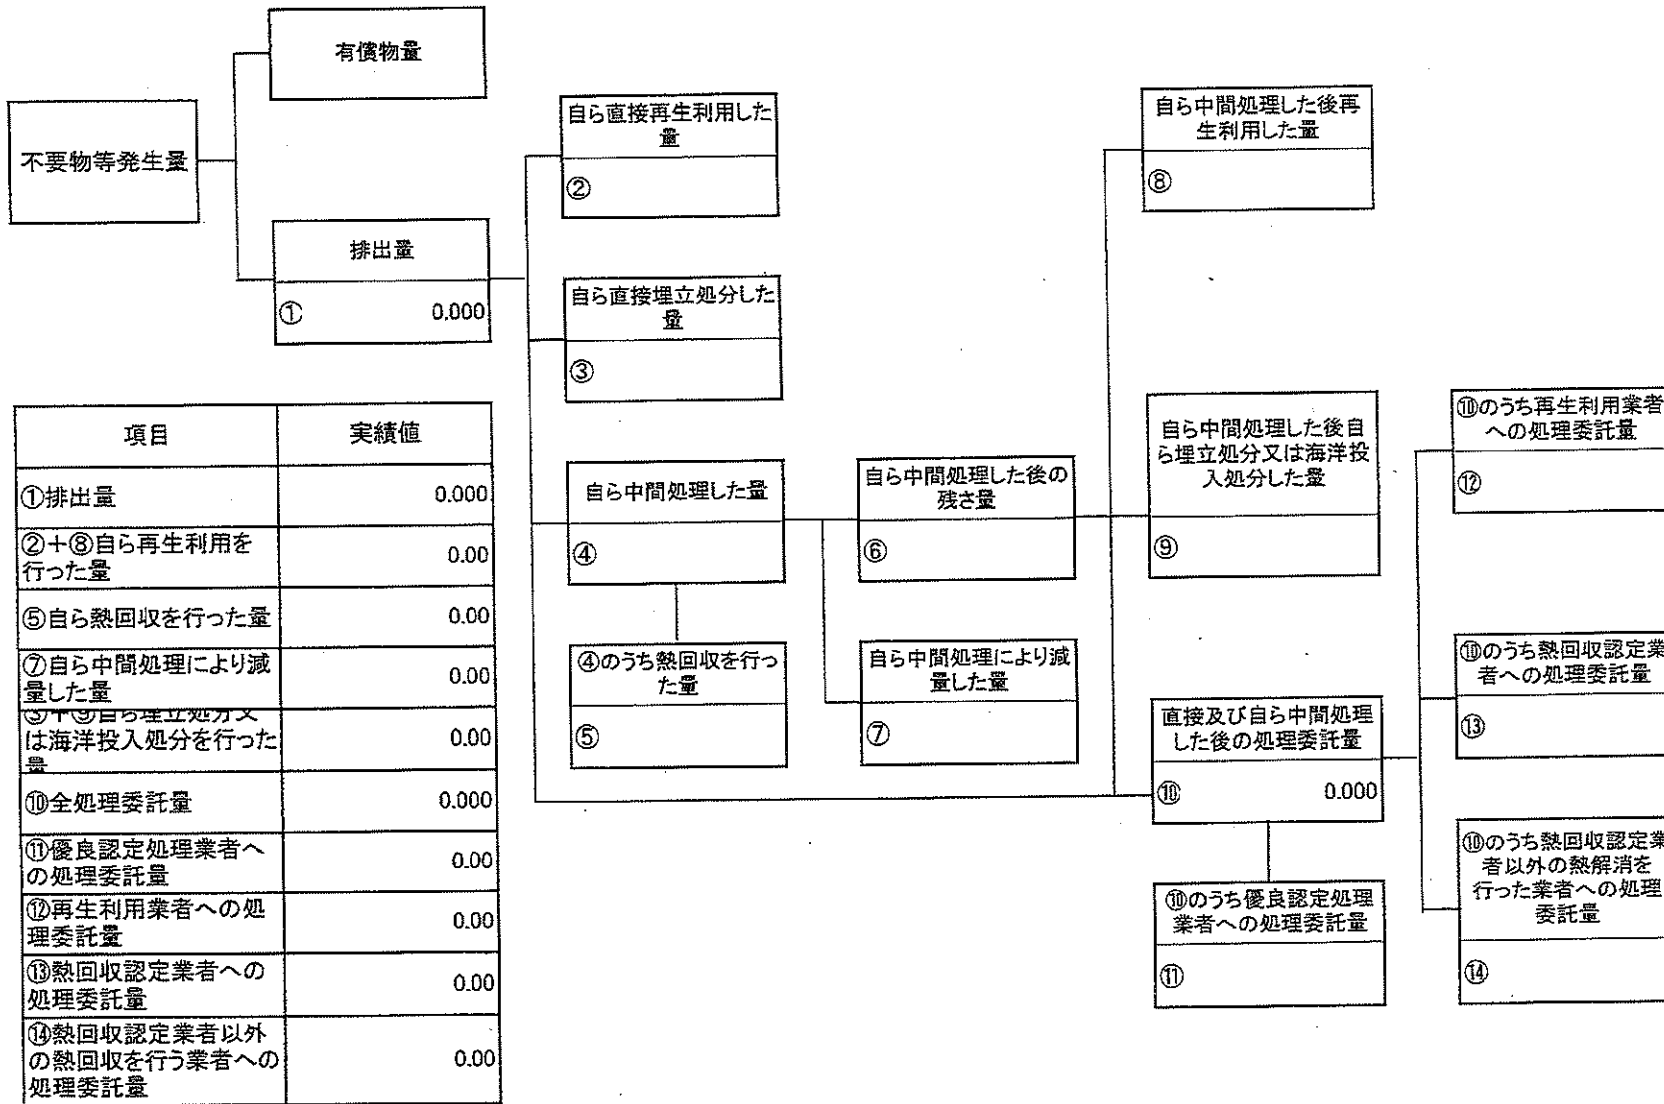 有償物量
不要物等発生量
排出量
① 0.000
自ら直接再生利用した
量
②
自ら直接埋立処分した
量
③
自ら中間処理した量
④
④のうち熱回収を行っ
た量
⑤
自ら中間処理した後の
残さ量
⑥
自ら中間処理により減
量した量
⑦
自ら中間処理した後再
生利用した量
⑧
自ら中間処理した後自
ら埋立処分又は海洋投
入処分した量
⑨
直接及び自ら中間処理
した後の処理委託量
⑩ 0.000
⑩のうち優良認定処理
業者への処理委託量
⑪
⑩のうち再生利用業者
への処理委託量
⑫
⑩のうち熱回収認定業
者への処理委託量
⑬
⑩のうち熱回収認定業
者以外の熱解消を
行った業者への処理
委託量
⑭
項目 実績値
①排出量 0.000
②+⑧自ら再生利用を
行った量 0.00
⑤自ら熱回収を行った量 0.00
⑦自ら中間処理により減
量した量 0.00
③+⑨自ら埋立処分又
は海洋投入処分を行った
量 0.00
⑩全処理委託量 0.000
⑪優良認定処理業者へ
の処理委託量 0.00
⑫再生利用業者への処
理委託量 0.00
⑬熱回収認定業者への
処理委託量 0.00
⑭熱回収認定業者以外
の熱回収を行う業者への
処理委託量 0.00